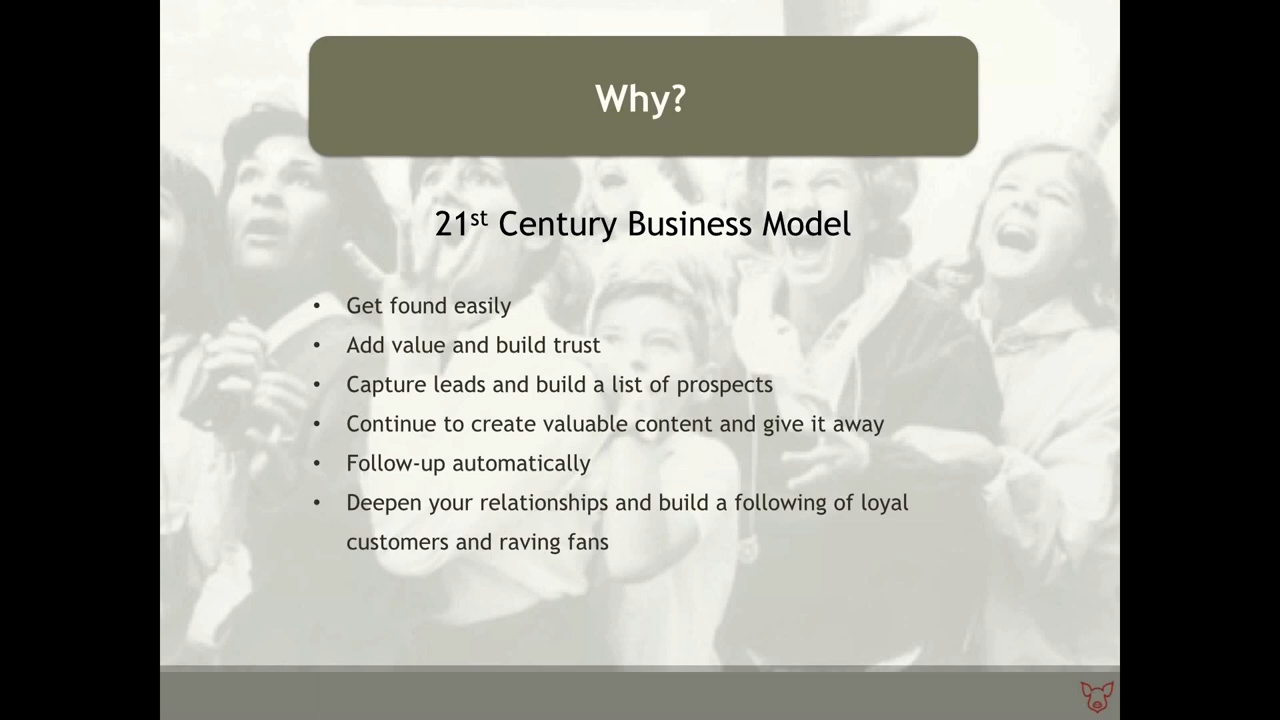 Why?
21st Century Business Model
• Get found easily
• Add value and build trust
• Capture leads and build a list of prospects
• Continue to create valuable content and give it away
• Follow-up automatically
• Deepen your relationships and build a following of loyal
customers and raving fans